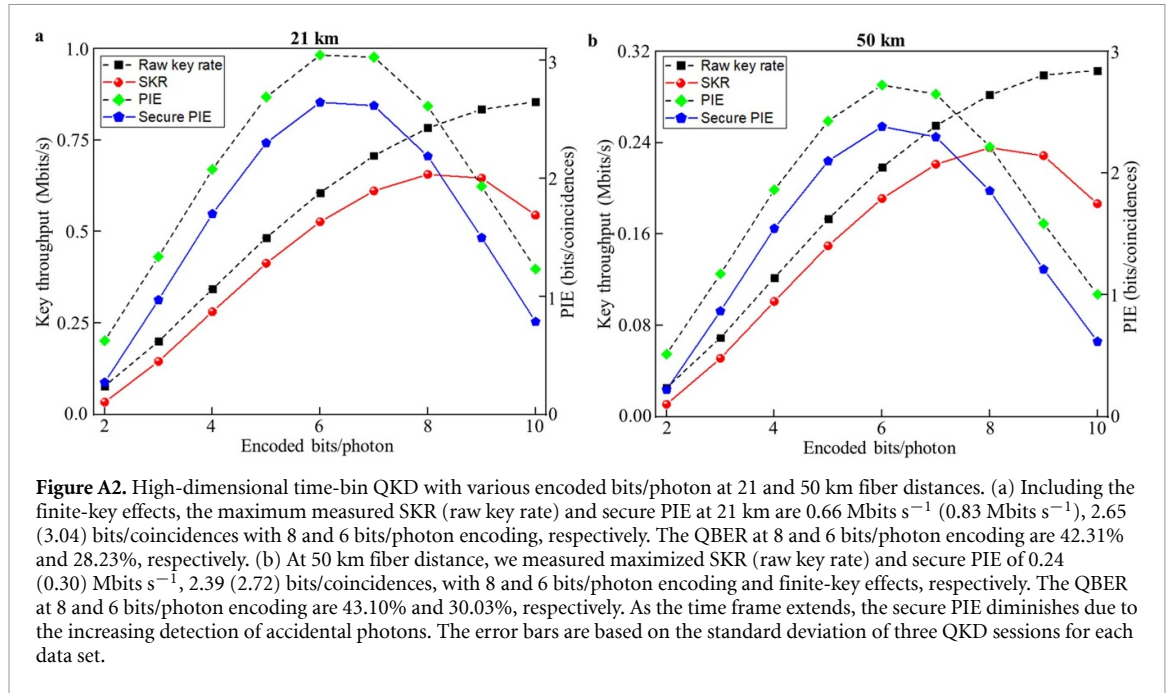 a
21 km
1.0
0.75
0.5
0.25
0.0
Key throughput (Mbits/s)
Raw key rate
SKR
PIE
Secure PIE
3
2
1
0
PIE (bits/coincidences)
2 4 6 8 10
Encoded bits/photon
b
50 km
0.32
0.24
0.16
0.08
0.00
Key throughput (Mbits/s)
Raw key rate
SKR
PIE
Secure PIE
3
2
1
0
PIE (bits/coincidences)
2 4 6 8 10
Encoded bits/photon
Figure A2. High-dimensional time-bin QKD with various encoded bits/photon at 21 and 50 km fiber distances. (a) Including the
finite-key effects, the maximum measured SKR (raw key rate) and secure PIE at 21 km are 0.66 Mbits s−1 (0.83 Mbits s−1), 2.65
(3.04) bits/coincidences with 8 and 6 bits/photon encoding, respectively. The QBER at 8 and 6 bits/photon encoding are 42.31%
and 28.23%, respectively. (b) At 50 km fiber distance, we measured maximized SKR (raw key rate) and secure PIE of 0.24
(0.30) Mbits s−1, 2.39 (2.72) bits/coincidences, with 8 and 6 bits/photon encoding and finite-key effects, respectively. The QBER
at 8 and 6 bits/photon encoding are 43.10% and 30.03%, respectively. As the time frame extends, the secure PIE diminishes due to
the increasing detection of accidental photons. The error bars are based on the standard deviation of three QKD sessions for each
data set.